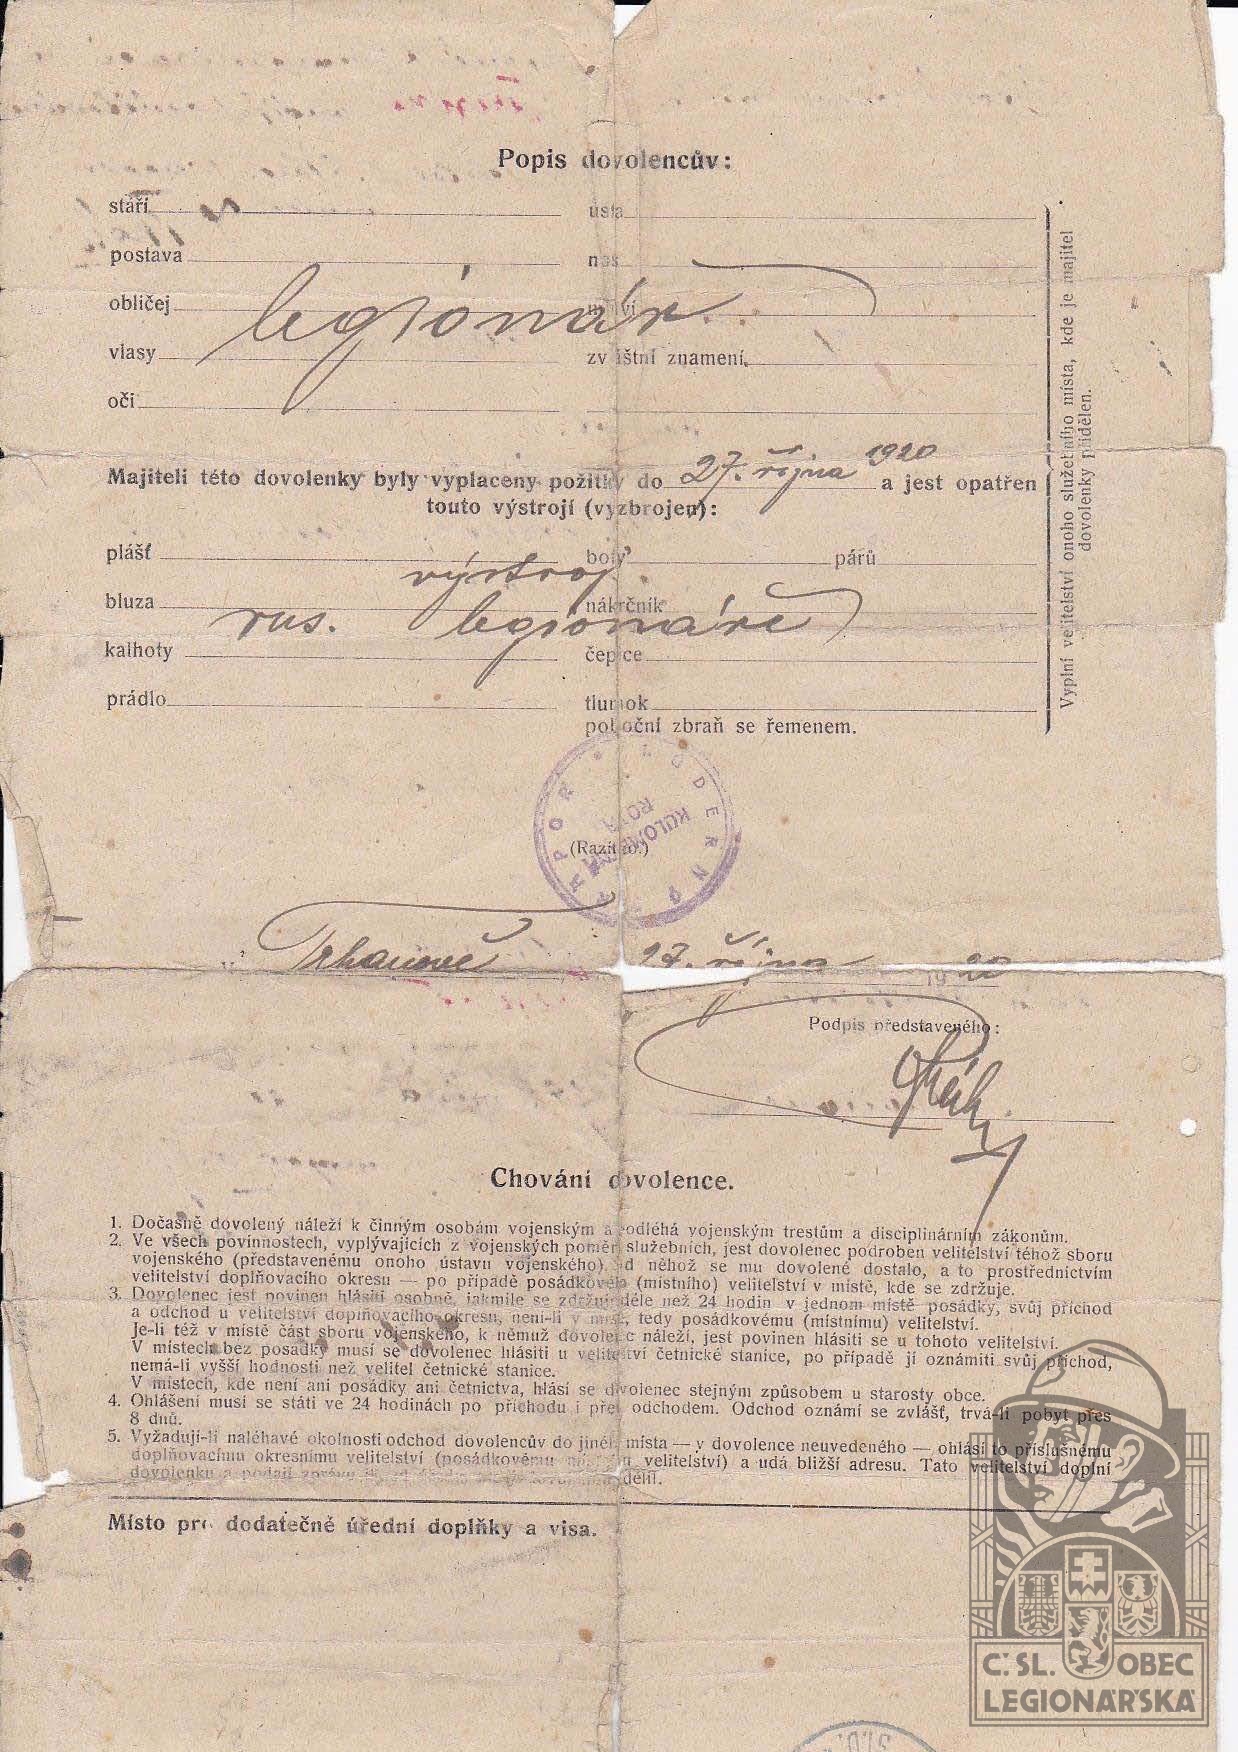 Popis dovolencův:
stáří ústa
postava nos
obličej mluví
legionár.
vlasy zvláštní znamení
oči
Majiteli této dovolenky byly vyplaceny požitky do 27. října 1920 a jest opatřen
touto výstrojí (vyzbrojen):
plášť boty párů
výstroj
bluza nákrčník
rus. legionáře
kalhoty čepice
prádlo tlumok
poboční zbraň se řemenem.
Vyplní velitelství onoho služebního místa, kde je majitel
dovolenky přidělen.
KULOMETNÁ
ROTA
(Razítko.)
V Trhanově 27. října 1920
Podpis představeného:
Chování dovolence.
1. Dočasně dovolený náleží k činným osobám vojenským a podléhá vojenským trestům a disciplinárním zákonům.
2. Ve všech povinnostech, vyplývajících z vojenských poměrů služebních, jest dovolenec podroben velitelství téhož sboru
vojenského (představenému onoho ústavu vojenského), od něhož se mu dovolené dostalo, a to prostřednictvím
velitelství doplňovacího okresu — po případě posádkového (místního) velitelství v místě, kde se zdržuje.
3. Dovolenec jest povinen hlásiti osobně, jakmile se zdržuje déle než 24 hodin v jednom místě posádky, svůj příchod
a odchod u velitelství doplňovacího okresu, není-li v místě, tedy posádkovému (místnímu) velitelství.
Je-li též v místě část sboru vojenského, k němuž dovolenec náleží, jest povinen hlásiti se u tohoto velitelství.
V místech bez posádky musí se dovolenec hlásiti u velitelství četnické stanice, po případě jí oznámiti svůj příchod,
nemá-li vyšší hodnosti než velitel četnické stanice.
V místech, kde není ani posádky ani četnictva, hlásí se dovolenec stejným způsobem u starosty obce.
4. Ohlášení musí se státi ve 24 hodinách po příchodu i před odchodem. Odchod oznámí se zvlášť, trvá-li pobyt přes
8 dnů.
5. Vyžadují-li naléhavé okolnosti odchod dovolencův do jiného místa — v dovolence neuvedeného — ohlásí to příslušnému
doplňovacímu okresnímu velitelství (posádkovému velitelství) a udá bližší adresu. Tato velitelství doplní
dovolenku a podají
Místo pro dodatečné úřední doplňky a visa.
Č. SL. OBEC
LEGIONÁŘSKÁ